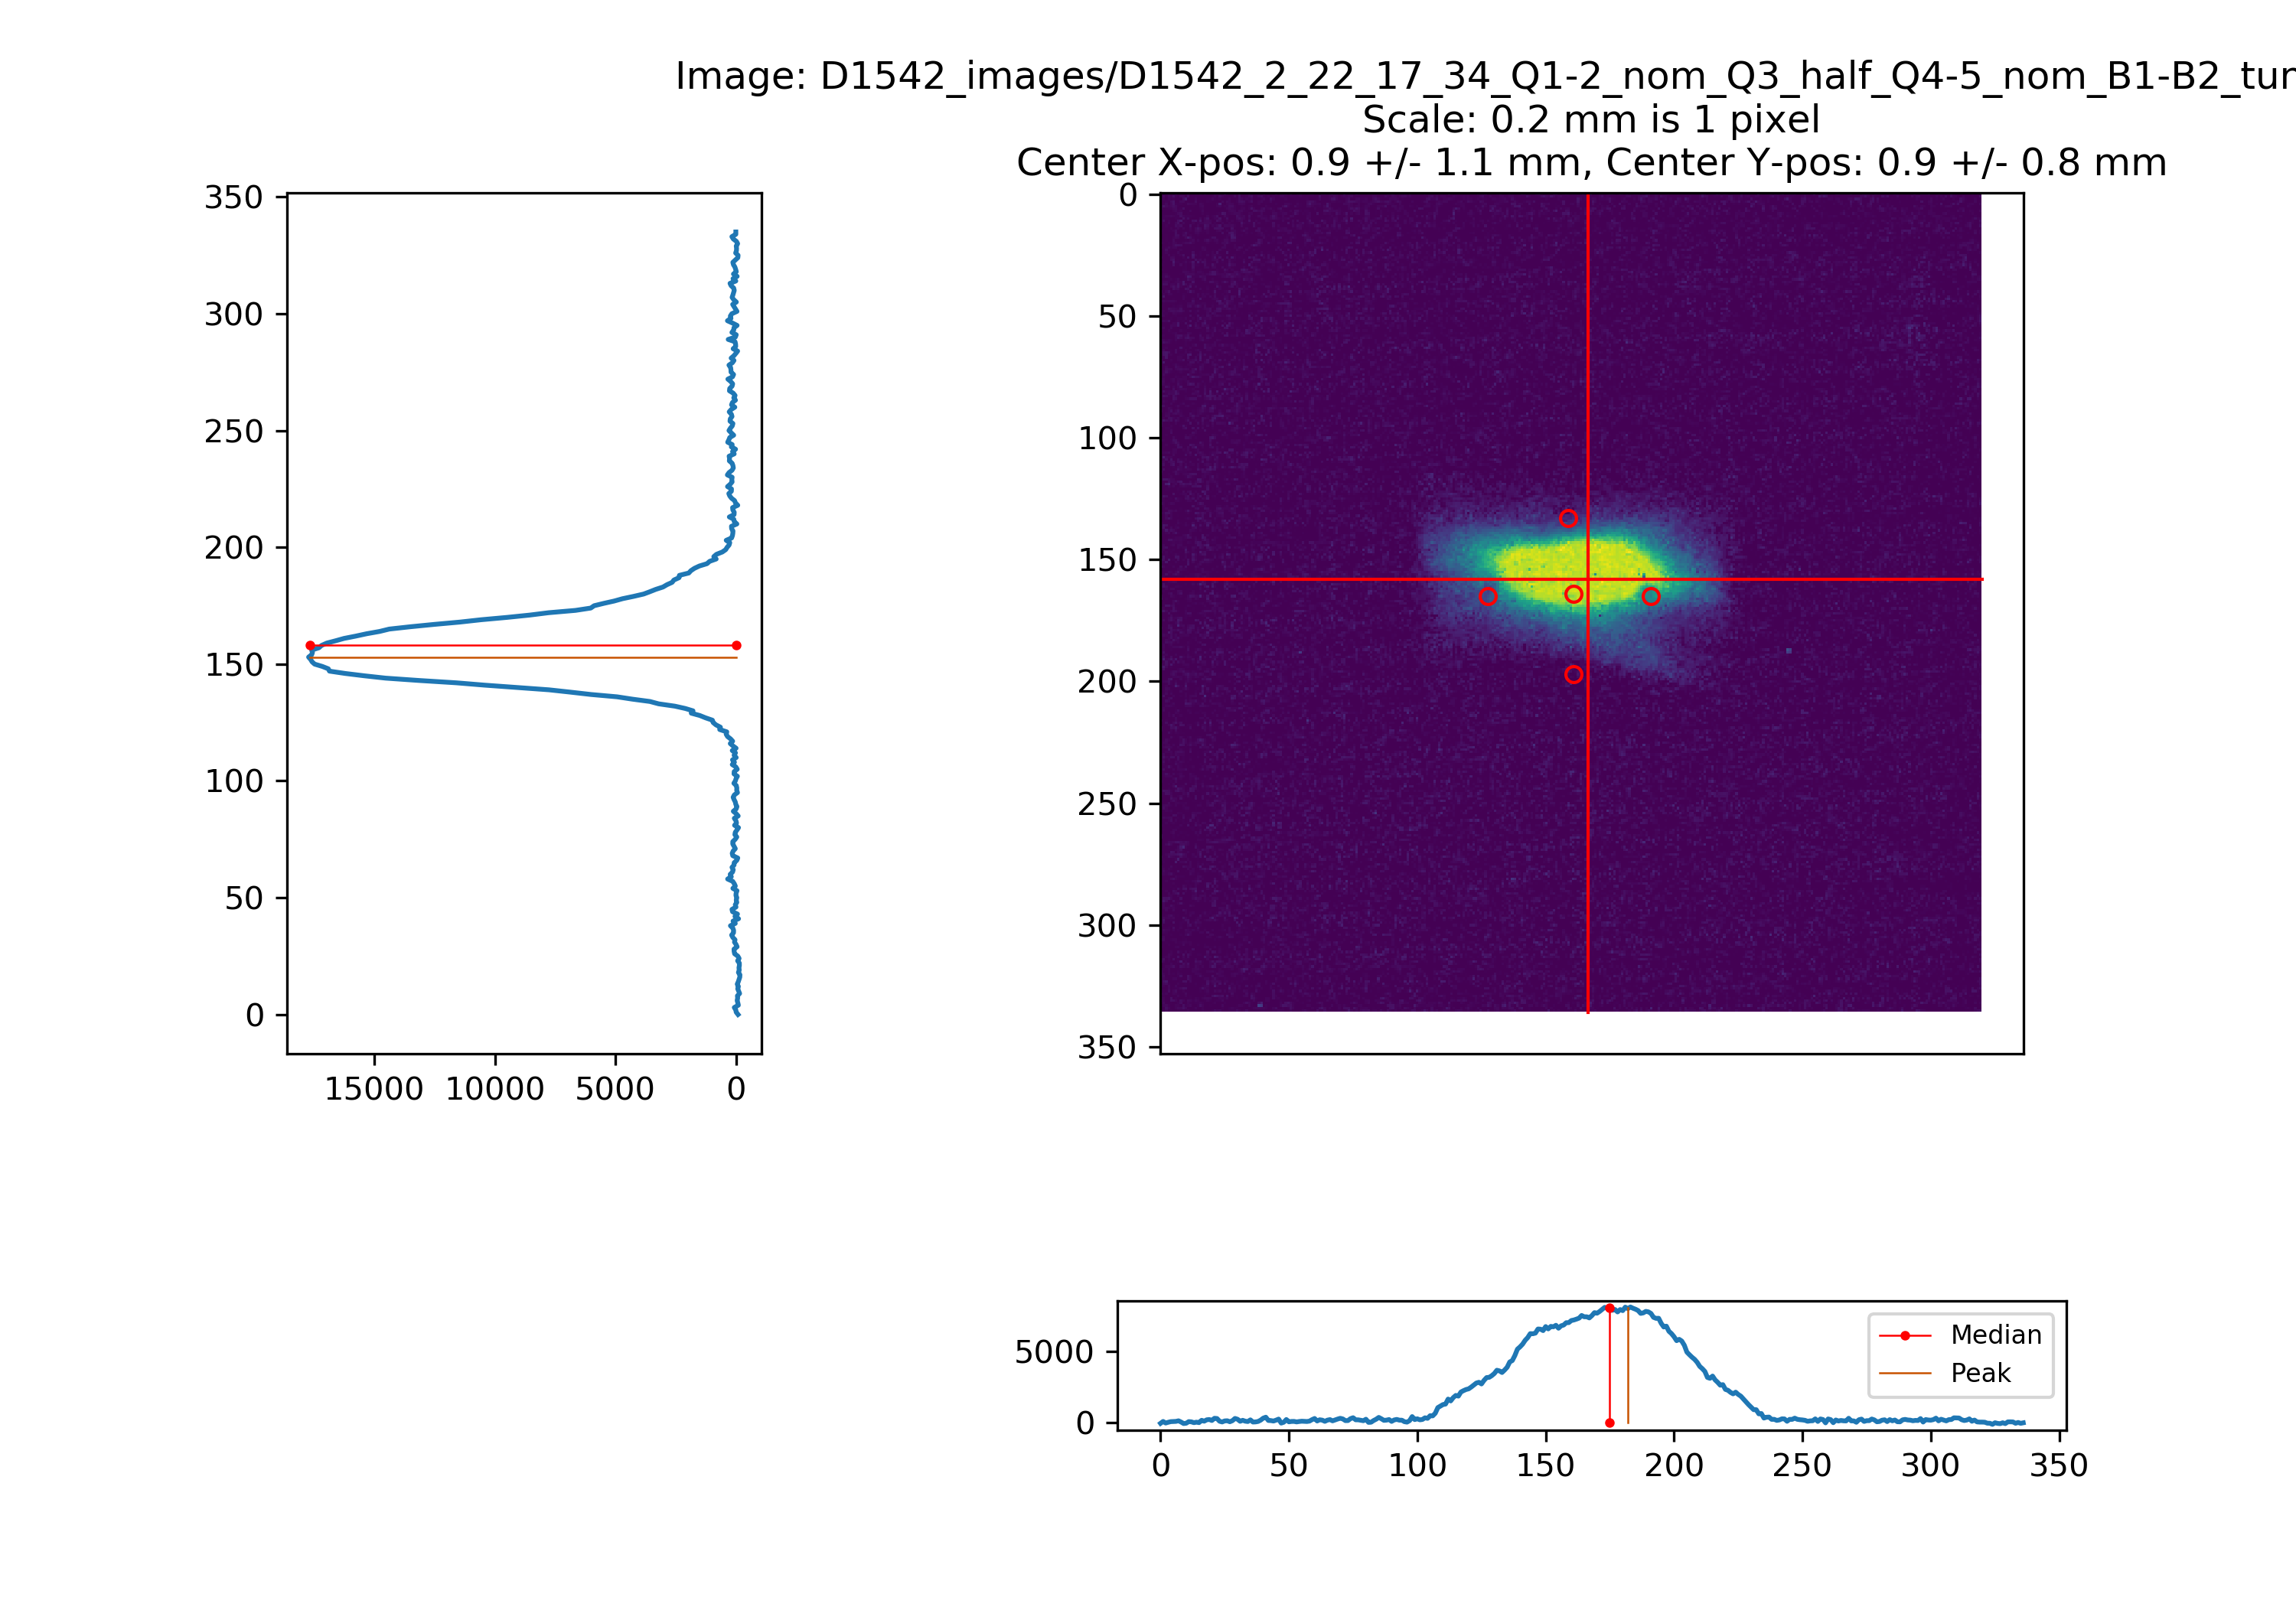 Image: D1542_images/D1542_2_22_17_34_Q1-2_nom_Q3_half_Q4-5_nom_B1-B2_tun
Scale: 0.2 mm is 1 pixel
Center X-pos: 0.9 +/- 1.1 mm, Center Y-pos: 0.9 +/- 0.8 mm
350
300
250
200
150
100
50
0
15000 10000 5000 0
0
50
100
150
200
250
300
350
5000
0
Median
Peak
0 50 100 150 200 250 300 350